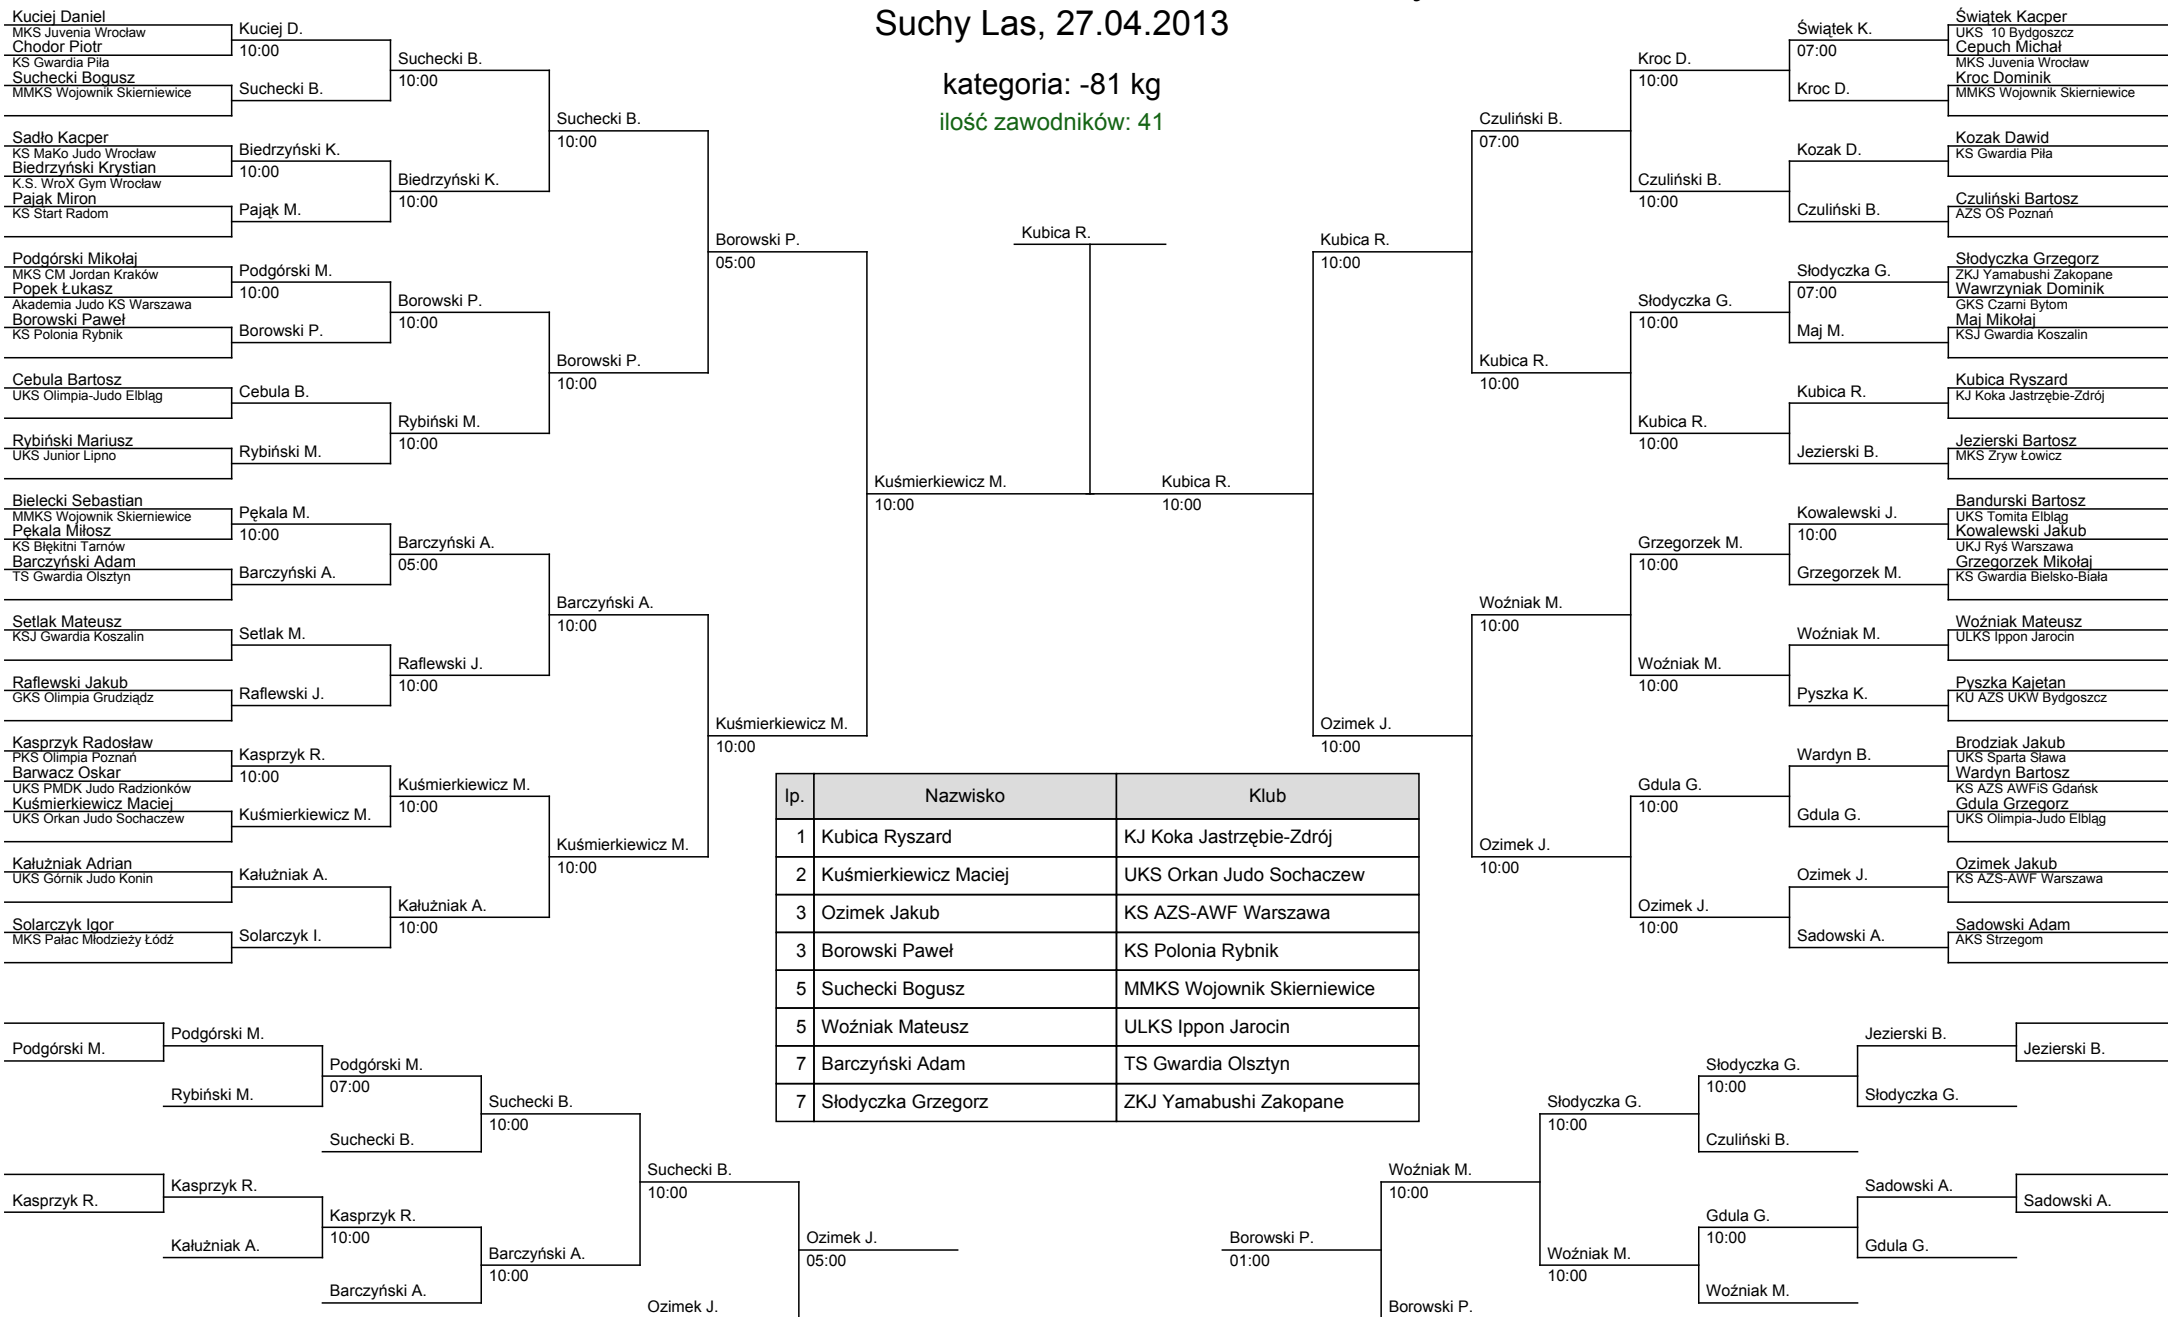 Suchy Las, 27.04.2013
kategoria: -81 kg
ilość zawodników: 41
Kuciej Daniel
MKS Juvenia Wrocław
Chodor Piotr
KS Gwardia Piła
Suchecki Bogusz
MMKS Wojownik Skierniewice
Sadło Kacper
KS MaKo Judo Wrocław
Biedrzyński Krystian
K.S. WroX Gym Wrocław
Pająk Miron
KS Start Radom
Podgórski Mikołaj
MKS CM Jordan Kraków
Popek Łukasz
Akademia Judo KS Warszawa
Borowski Paweł
KS Polonia Rybnik
Cebula Bartosz
UKS Olimpia-Judo Elbląg
Rybiński Mariusz
UKS Junior Lipno
Bielecki Sebastian
MMKS Wojownik Skierniewice
Pękala Miłosz
KS Błękitni Tarnów
Barczyński Adam
TS Gwardia Olsztyn
Setlak Mateusz
KSJ Gwardia Koszalin
Raflewski Jakub
GKS Olimpia Grudziądz
Kasprzyk Radosław
PKS Olimpia Poznań
Barwacz Oskar
UKS PMDK Judo Radzionków
Kuśmierkiewicz Maciej
UKS Orkan Judo Sochaczew
Kałużniak Adrian
UKS Górnik Judo Konin
Solarczyk Igor
MKS Pałac Młodzieży Łódź
Kuciej D.
10:00
Suchecki B.
Biedrzyński K.
10:00
Pająk M.
Podgórski M.
10:00
Borowski P.
Cebula B.
Rybiński M.
Pękala M.
10:00
Barczyński A.
Setlak M.
Raflewski J.
Kasprzyk R.
10:00
Kuśmierkiewicz M.
Kałużniak A.
Solarczyk I.
Suchecki B.
10:00
Biedrzyński K.
10:00
Borowski P.
10:00
Rybiński M.
10:00
Barczyński A.
05:00
Raflewski J.
10:00
Kuśmierkiewicz M.
10:00
Kałużniak A.
10:00
Suchecki B.
10:00
Borowski P.
10:00
Barczyński A.
10:00
Kuśmierkiewicz M.
10:00
Borowski P.
05:00
Kuśmierkiewicz M.
10:00
Kuśmierkiewicz M.
10:00
Kubica R.
Kubica R.
10:00
Kubica R.
10:00
Ozimek J.
10:00
Czuliński B.
07:00
Kubica R.
10:00
Woźniak M.
10:00
Ozimek J.
10:00
Kroc D.
10:00
Czuliński B.
10:00
Słodyczka G.
10:00
Kubica R.
10:00
Grzegorzek M.
10:00
Woźniak M.
10:00
Gdula G.
10:00
Ozimek J.
10:00
Świątek K.
07:00
Kroc D.
Kozak D.
Czuliński B.
Słodyczka G.
07:00
Maj M.
Kubica R.
Jezierski B.
Kowalewski J.
10:00
Grzegorzek M.
Woźniak M.
Pyszka K.
Wardyn B.
Gdula G.
Ozimek J.
Sadowski A.
Świątek Kacper
UKS 10 Bydgoszcz
Cepuch Michał
MKS Juvenia Wrocław
Kroc Dominik
MMKS Wojownik Skierniewice
Kozak Dawid
KS Gwardia Piła
Czuliński Bartosz
AZS OŚ Poznań
Słodyczka Grzegorz
ZKJ Yamabushi Zakopane
Wawrzyniak Dominik
GKS Czarni Bytom
Maj Mikołaj
KSJ Gwardia Koszalin
Kubica Ryszard
KJ Koka Jastrzębie-Zdrój
Jezierski Bartosz
MKS Zryw Łowicz
Bandurski Bartosz
UKS Tomita Elbląg
Kowalewski Jakub
UKJ Ryś Warszawa
Grzegorzek Mikołaj
KS Gwardia Bielsko-Biała
Woźniak Mateusz
ULKS Ippon Jarocin
Pyszka Kajetan
KU AZS UKW Bydgoszcz
Brodziak Jakub
UKS Sparta Sława
Wardyn Bartosz
KS AZS AWFiS Gdańsk
Gdula Grzegorz
UKS Olimpia-Judo Elbląg
Ozimek Jakub
KS AZS-AWF Warszawa
Sadowski Adam
AKS Strzegom
lp. Nazwisko Klub
1 Kubica Ryszard KJ Koka Jastrzębie-Zdrój
2 Kuśmierkiewicz Maciej UKS Orkan Judo Sochaczew
3 Ozimek Jakub KS AZS-AWF Warszawa
3 Borowski Paweł KS Polonia Rybnik
5 Suchecki Bogusz MMKS Wojownik Skierniewice
5 Woźniak Mateusz ULKS Ippon Jarocin
7 Barczyński Adam TS Gwardia Olsztyn
7 Słodyczka Grzegorz ZKJ Yamabushi Zakopane
Podgórski M.
Kasprzyk R.
Podgórski M.
Rybiński M.
Kasprzyk R.
Kałużniak A.
Podgórski M.
07:00
Suchecki B.
Kasprzyk R.
10:00
Barczyński A.
Suchecki B.
10:00
Barczyński A.
10:00
Suchecki B.
10:00
Ozimek J.
Ozimek J.
05:00
Borowski P.
01:00
Woźniak M.
10:00
Borowski P.
Słodyczka G.
10:00
Woźniak M.
10:00
Słodyczka G.
10:00
Czuliński B.
Gdula G.
10:00
Woźniak M.
Jezierski B.
Słodyczka G.
Sadowski A.
Gdula G.
Jezierski B.
Sadowski A.